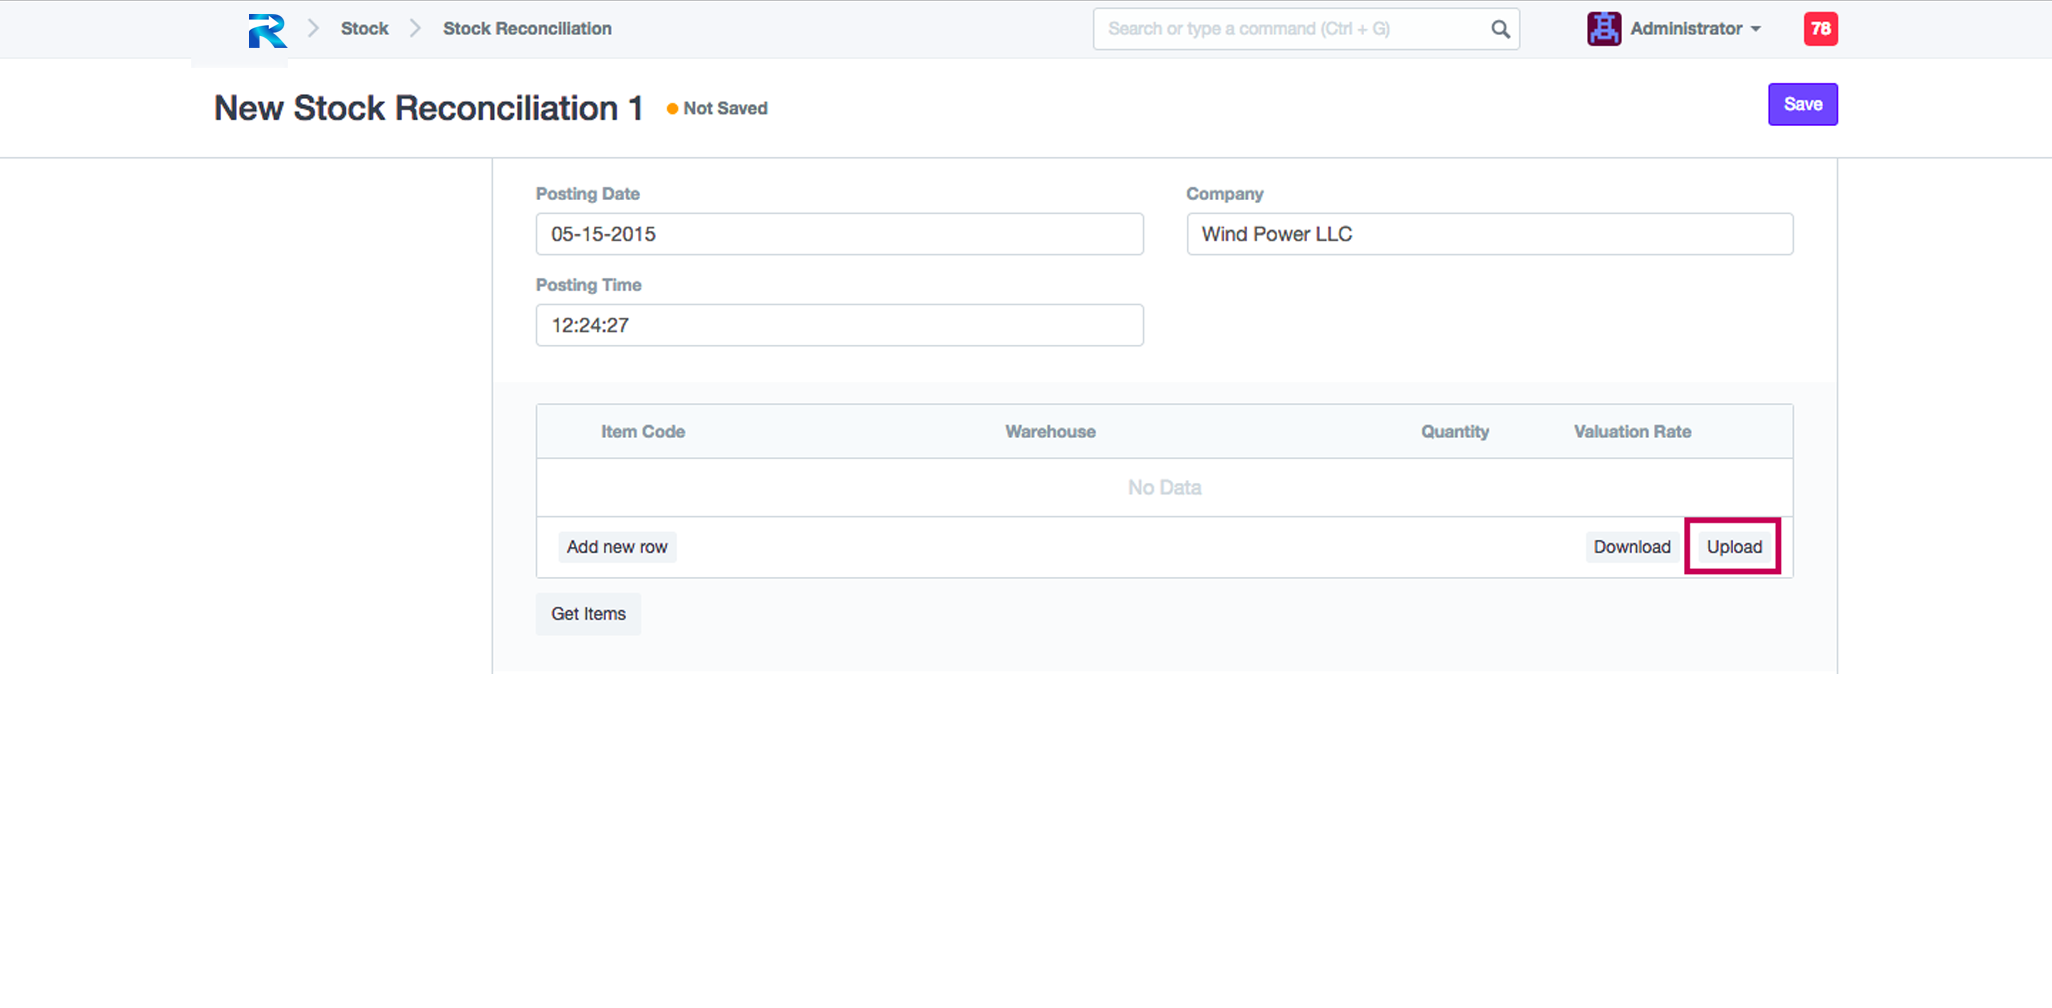 Stock
Stock Reconciliation
Search or type a command (Ctrl + G)
Administrator
78
New Stock Reconciliation 1
Not Saved
Save
Posting Date
Company
05-15-2015
Wind Power LLC
Posting Time
12:24:27
Item Code
Warehouse
Quantity
Valuation Rate
No Data
Add new row
Download
Upload
Get Items